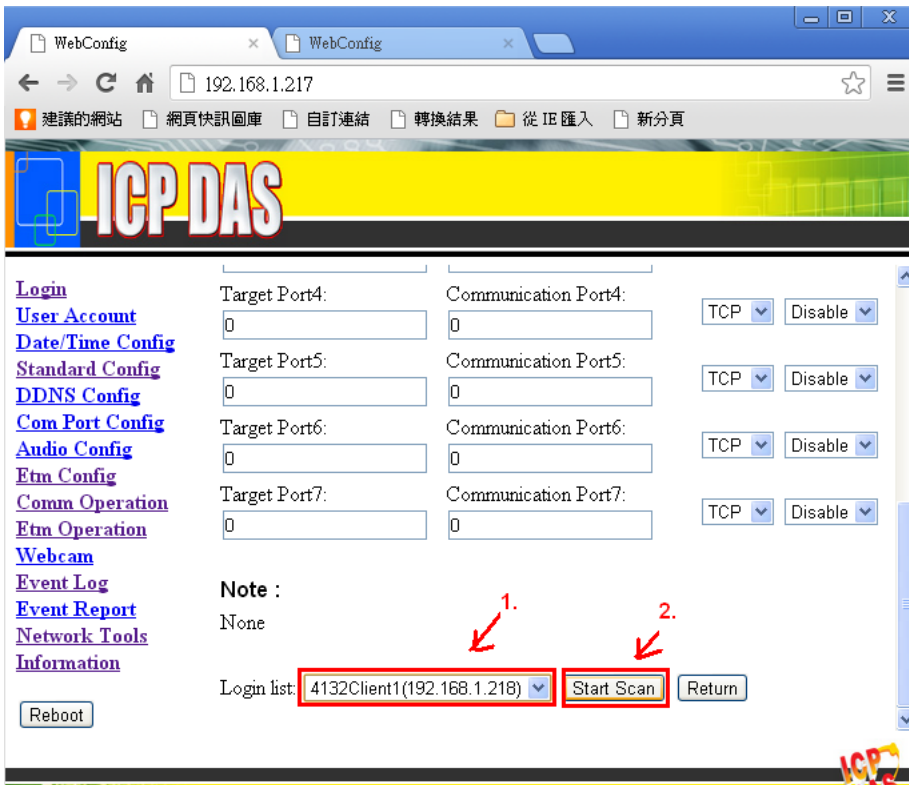 WebConfig
WebConfig
192.168.1.217
建議的網站 網頁快訊圖庫 自訂連結 轉換結果 從 IE 匯入 新分頁
ICP DAS
Login
User Account
Date/Time Config
Standard Config
DDNS Config
Com Port Config
Audio Config
Etm Config
Comm Operation
Etm Operation
Webcam
Event Log
Event Report
Network Tools
Information
Reboot
Target Port4: Communication Port4:
0 0 TCP Disable
Target Port5: Communication Port5:
0 0 TCP Disable
Target Port6: Communication Port6:
0 0 TCP Disable
Target Port7: Communication Port7:
0 0 TCP Disable
Note :
None
1.
2.
Login list: 4132Client1(192.168.1.218) Start Scan Return
ICP